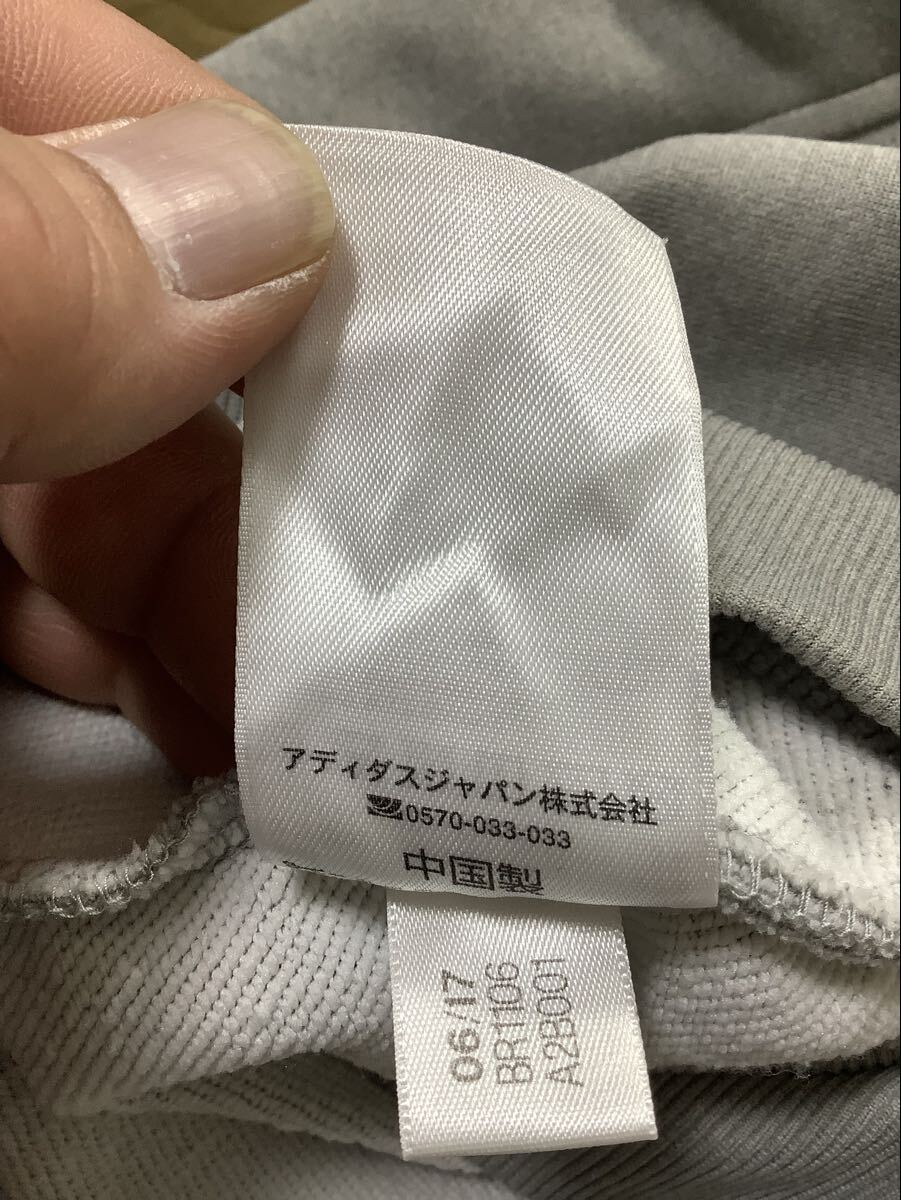 アディダスジャパン株式会社
0570-033-033
中国製
06/17
BR1106
A2B001